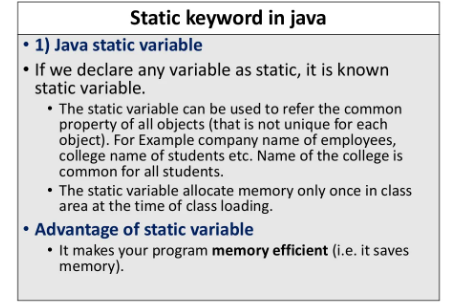 Static keyword in java
• 1) Java static variable
• If we declare any variable as static, it is known
static variable.
• The static variable can be used to refer the common
property of all objects (that is not unique for each
object). For Example company name of employees,
college name of students etc. Name of the college is
common for all students.
• The static variable allocate memory only once in class
area at the time of class loading.
• Advantage of static variable
• It makes your program memory efficient (i.e. it saves
memory).